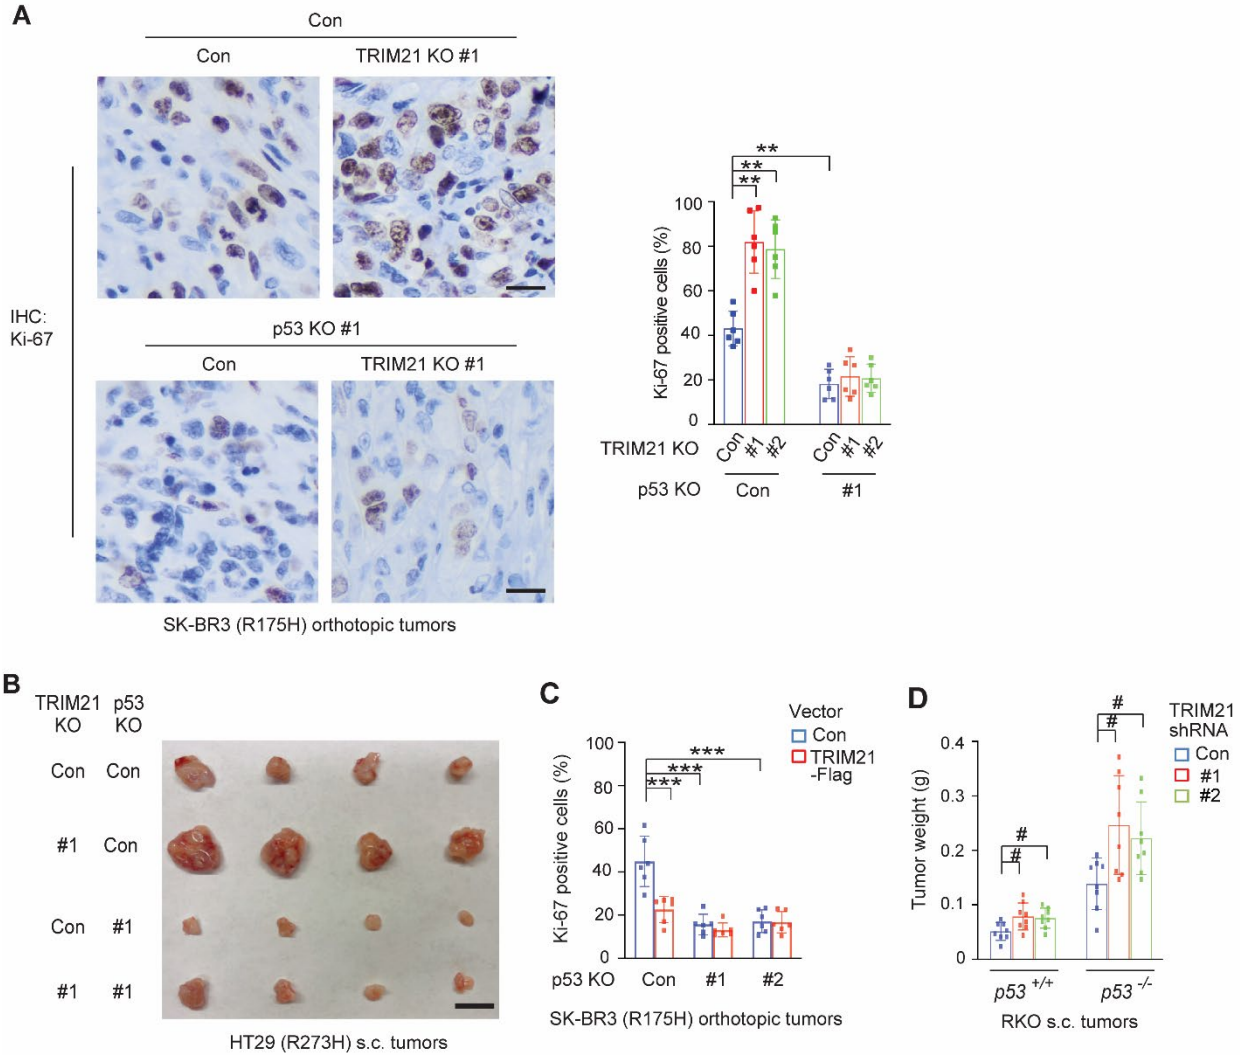 A
Con
Con
TRIM21 KO #1
IHC:
Ki-67
p53 KO #1
Con
TRIM21 KO #1
SK-BR3 (R175H) orthotopic tumors
**
**
**
Ki-67 positive cells (%)
100
80
60
40
20
0
TRIM21 KO
Con
#1
#2
Con
#1
#2
p53 KO
Con
#1
B
TRIM21 p53
KO KO
Con Con
#1 Con
Con #1
#1 #1
HT29 (R273H) s.c. tumors
C
Vector
Con
TRIM21
-Flag
***
***
***
Ki-67 positive cells (%)
100
80
60
40
20
0
p53 KO Con #1 #2
SK-BR3 (R175H) orthotopic tumors
D
TRIM21
shRNA
Con
#1
#2
#
#
#
#
Tumor weight (g)
0.4
0.3
0.2
0.1
0
p53 +/+
p53 -/-
RKO s.c. tumors